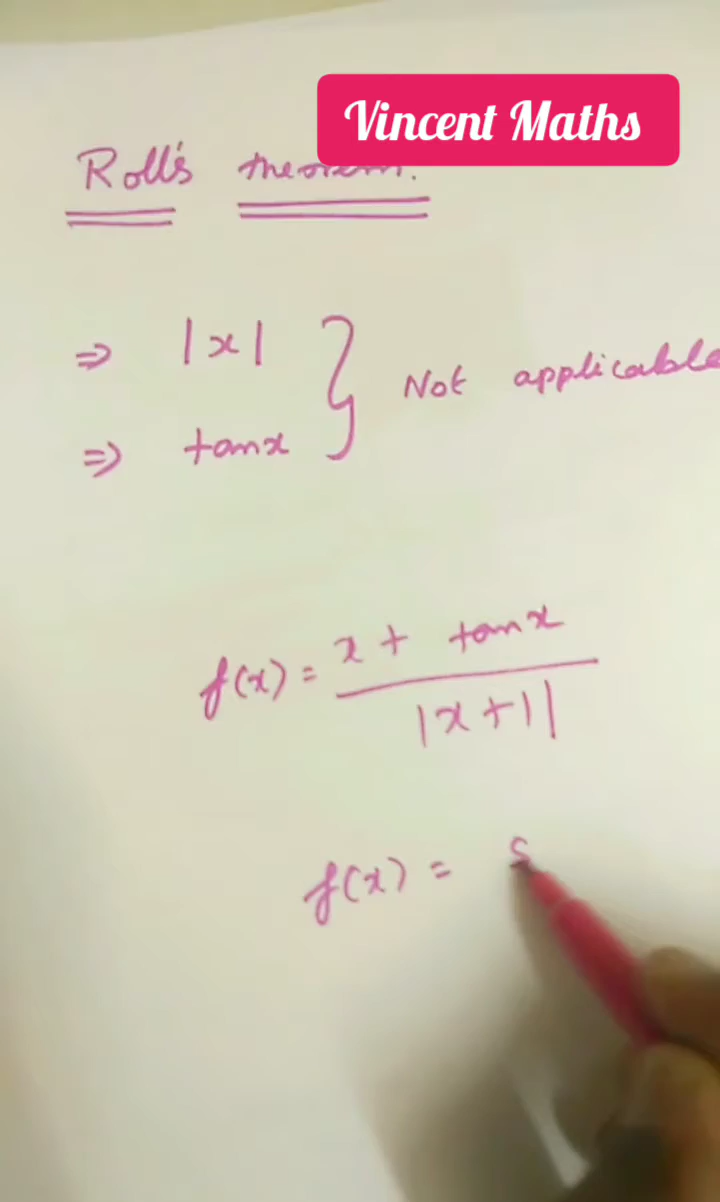 Vincent Maths
Roll's theorem.
⇒ |x|
⇒ tanx
} Not applicable
f(x) = x + tanx / |x+1|
f(x) = s